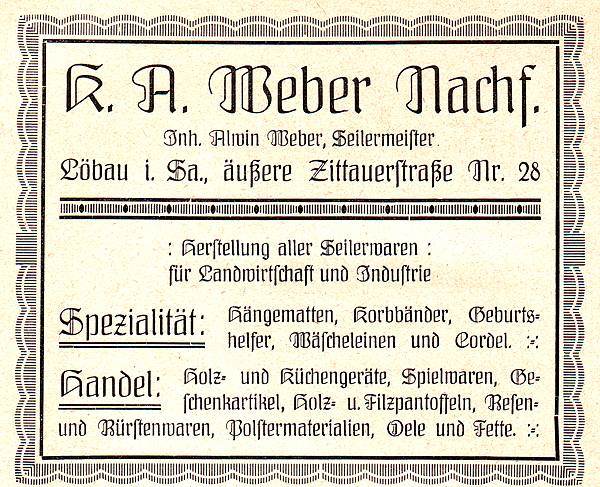 K. A. Weber Nachf.
Inh. Alwin Weber, Seilermeister.
Löbau i. Sa., äußere Zittauerstraße Nr. 28
: Herstellung aller Seilerwaren :
für Landwirtschaft und Industrie
Spezialität: Hängematten, Korbbänder, Geburts-
helfer, Wäscheleinen und Cordel. :-:
Handel: Holz- und Küchengeräte, Spielwaren, Ge-
schenkartikel, Holz- u. Filzpantoffeln, Besen-
und Bürstenwaren, Polstermaterialien, Oele und Fette. :-: